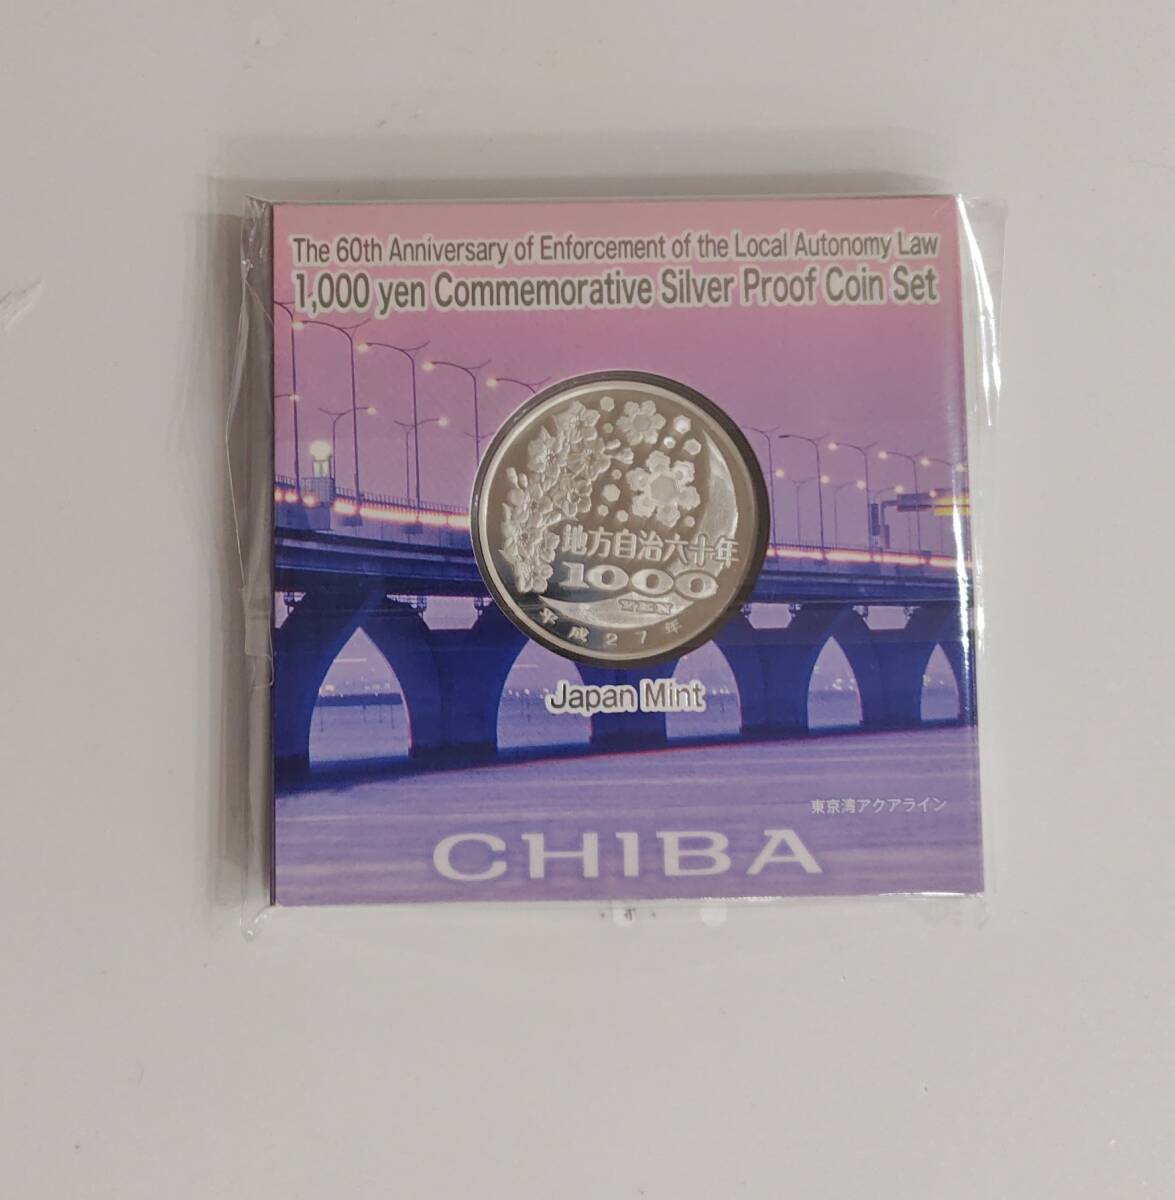 The 60th Anniversary of Enforcement of the Local Autonomy Law
1,000 yen Commemorative Silver Proof Coin Set
地方自治六十年
1000
YEN
平成27年
Japan Mint
東京湾アクアライン
CHIBA